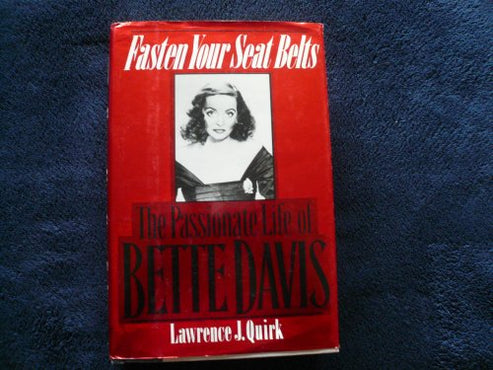 Fasten Your Seat Belts
The Passionate Life of
BETTE DAVIS
Lawrence J. Quirk